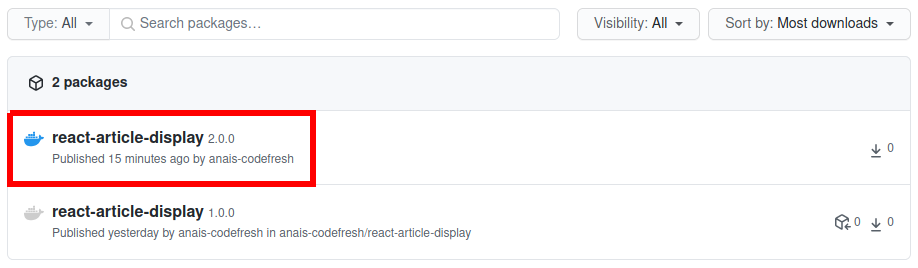 Type: All
Search packages…
Visibility: All
Sort by: Most downloads
2 packages
react-article-display 2.0.0
Published 15 minutes ago by anais-codefresh
0
react-article-display 1.0.0
Published yesterday by anais-codefresh in anais-codefresh/react-article-display
0 0